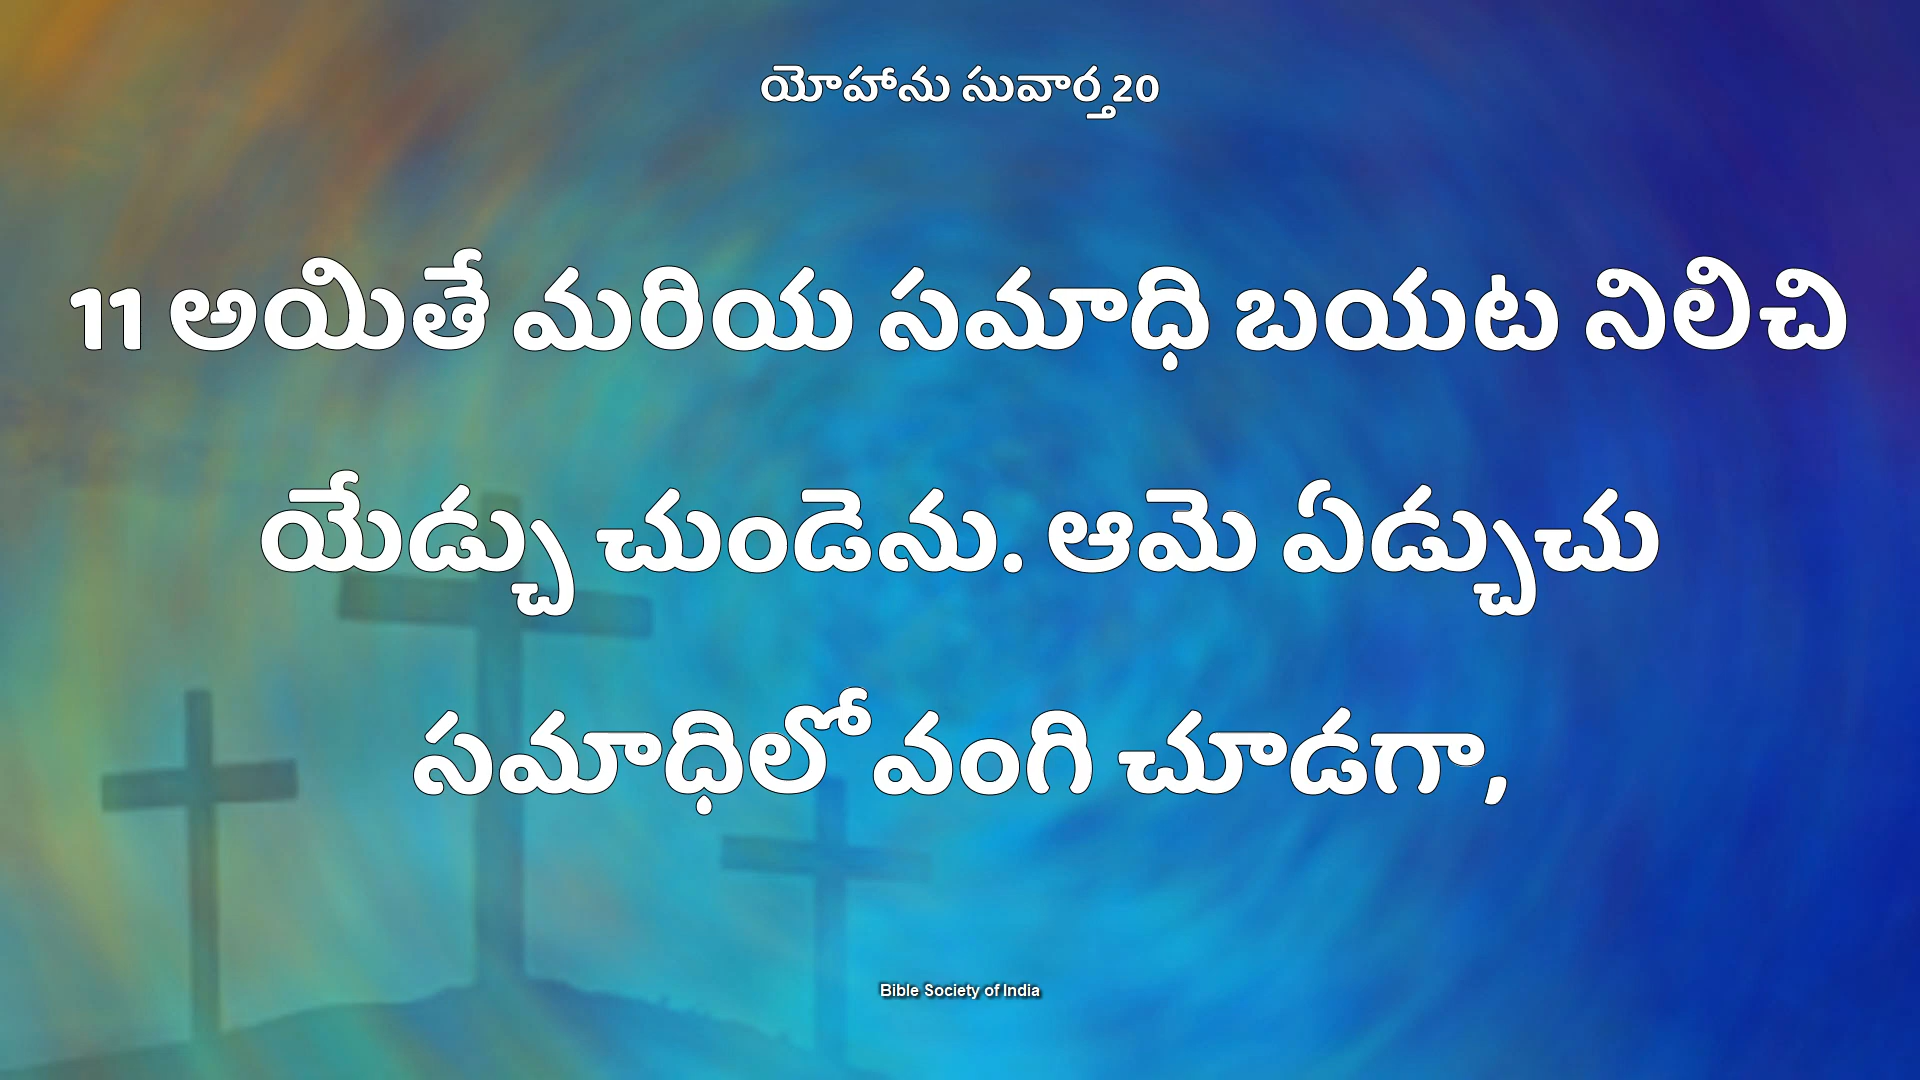 యోహాను సువార్త 20
11 అయితే మరియ సమాధి బయట నిలిచి
యేడ్చు చుండెను. ఆమె ఏడ్చుచు
సమాధిలో వంగి చూడగా,
Bible Society of India